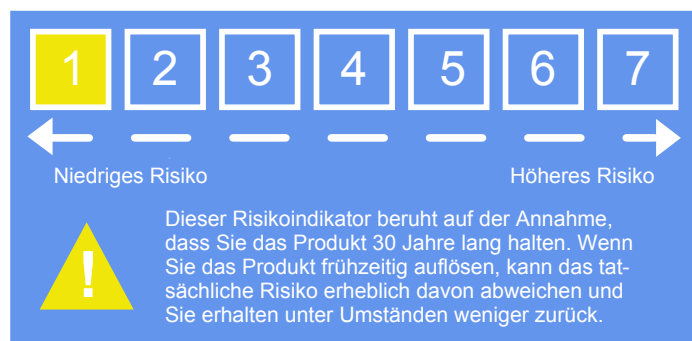 1 2 3 4 5 6 7
Niedriges Risiko Höheres Risiko
!
Dieser Risikoindikator beruht auf der Annahme,
dass Sie das Produkt 30 Jahre lang halten. Wenn
Sie das Produkt frühzeitig auflösen, kann das tat-
sächliche Risiko erheblich davon abweichen und
Sie erhalten unter Umständen weniger zurück.